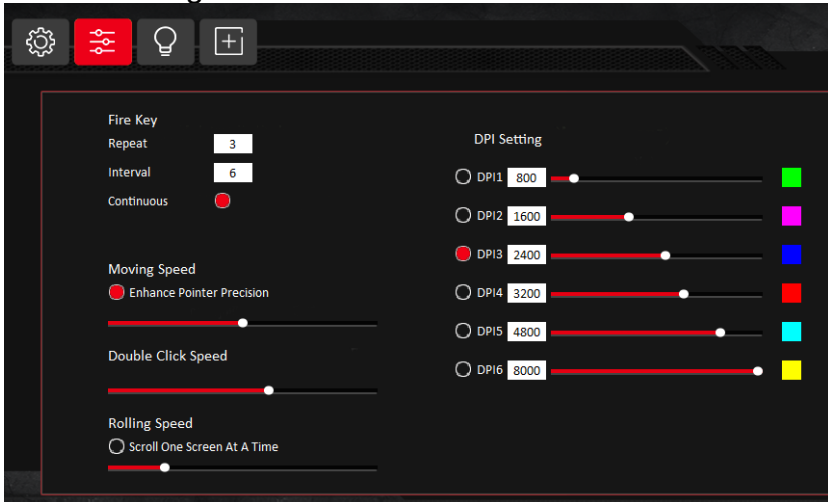 Fire Key
Repeat 3
Interval 6
Continuous
Moving Speed
Enhance Pointer Precision
Double Click Speed
Rolling Speed
Scroll One Screen At A Time
DPI Setting
DPI1 800
DPI2 1600
DPI3 2400
DPI4 3200
DPI5 4800
DPI6 8000